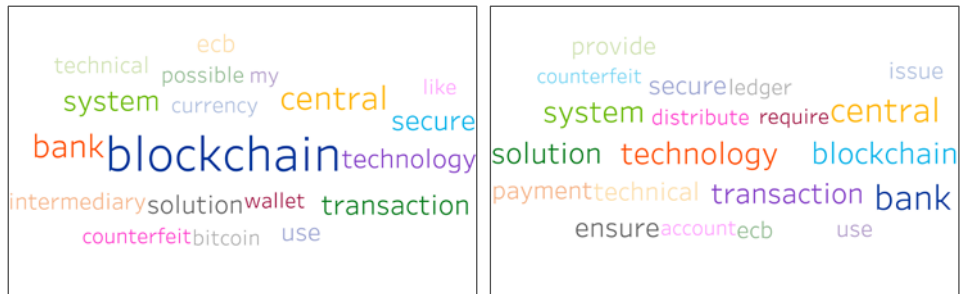 ecb
technical possible my like
system currency central
secure
bank blockchain technology
intermediary solution wallet transaction
counterfeit bitcoin use
provide
counterfeit secure ledger issue
system distribute require central
solution technology blockchain
payment technical transaction bank
ensure account ecb use